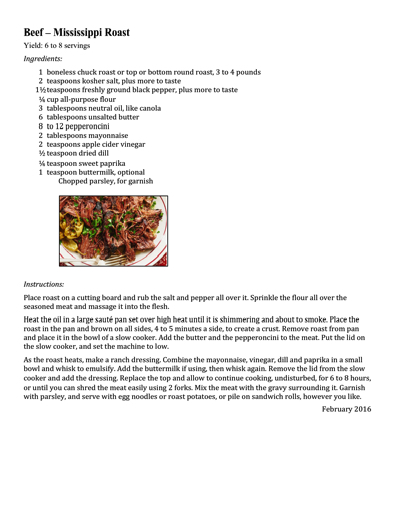 Beef – Mississippi Roast
Yield: 6 to 8 servings
Ingredients:
1 boneless chuck roast or top or bottom round roast, 3 to 4 pounds
2 teaspoons kosher salt, plus more to taste
1½ teaspoons freshly ground black pepper, plus more to taste
¼ cup all-purpose flour
3 tablespoons neutral oil, like canola
6 tablespoons unsalted butter
8 to 12 pepperoncini
2 tablespoons mayonnaise
2 teaspoons apple cider vinegar
½ teaspoon dried dill
¼ teaspoon sweet paprika
1 teaspoon buttermilk, optional
Chopped parsley, for garnish
Instructions:
Place roast on a cutting board and rub the salt and pepper all over it. Sprinkle the flour all over the
seasoned meat and massage it into the flesh.
Heat the oil in a large sauté pan set over high heat until it is shimmering and about to smoke. Place the
roast in the pan and brown on all sides, 4 to 5 minutes a side, to create a crust. Remove roast from pan
and place it in the bowl of a slow cooker. Add the butter and the pepperoncini to the meat. Put the lid on
the slow cooker, and set the machine to low.
As the roast heats, make a ranch dressing. Combine the mayonnaise, vinegar, dill and paprika in a small
bowl and whisk to emulsify. Add the buttermilk if using, then whisk again. Remove the lid from the slow
cooker and add the dressing. Replace the top and allow to continue cooking, undisturbed, for 6 to 8 hours,
or until you can shred the meat easily using 2 forks. Mix the meat with the gravy surrounding it. Garnish
with parsley, and serve with egg noodles or roast potatoes, or pile on sandwich rolls, however you like.
February 2016